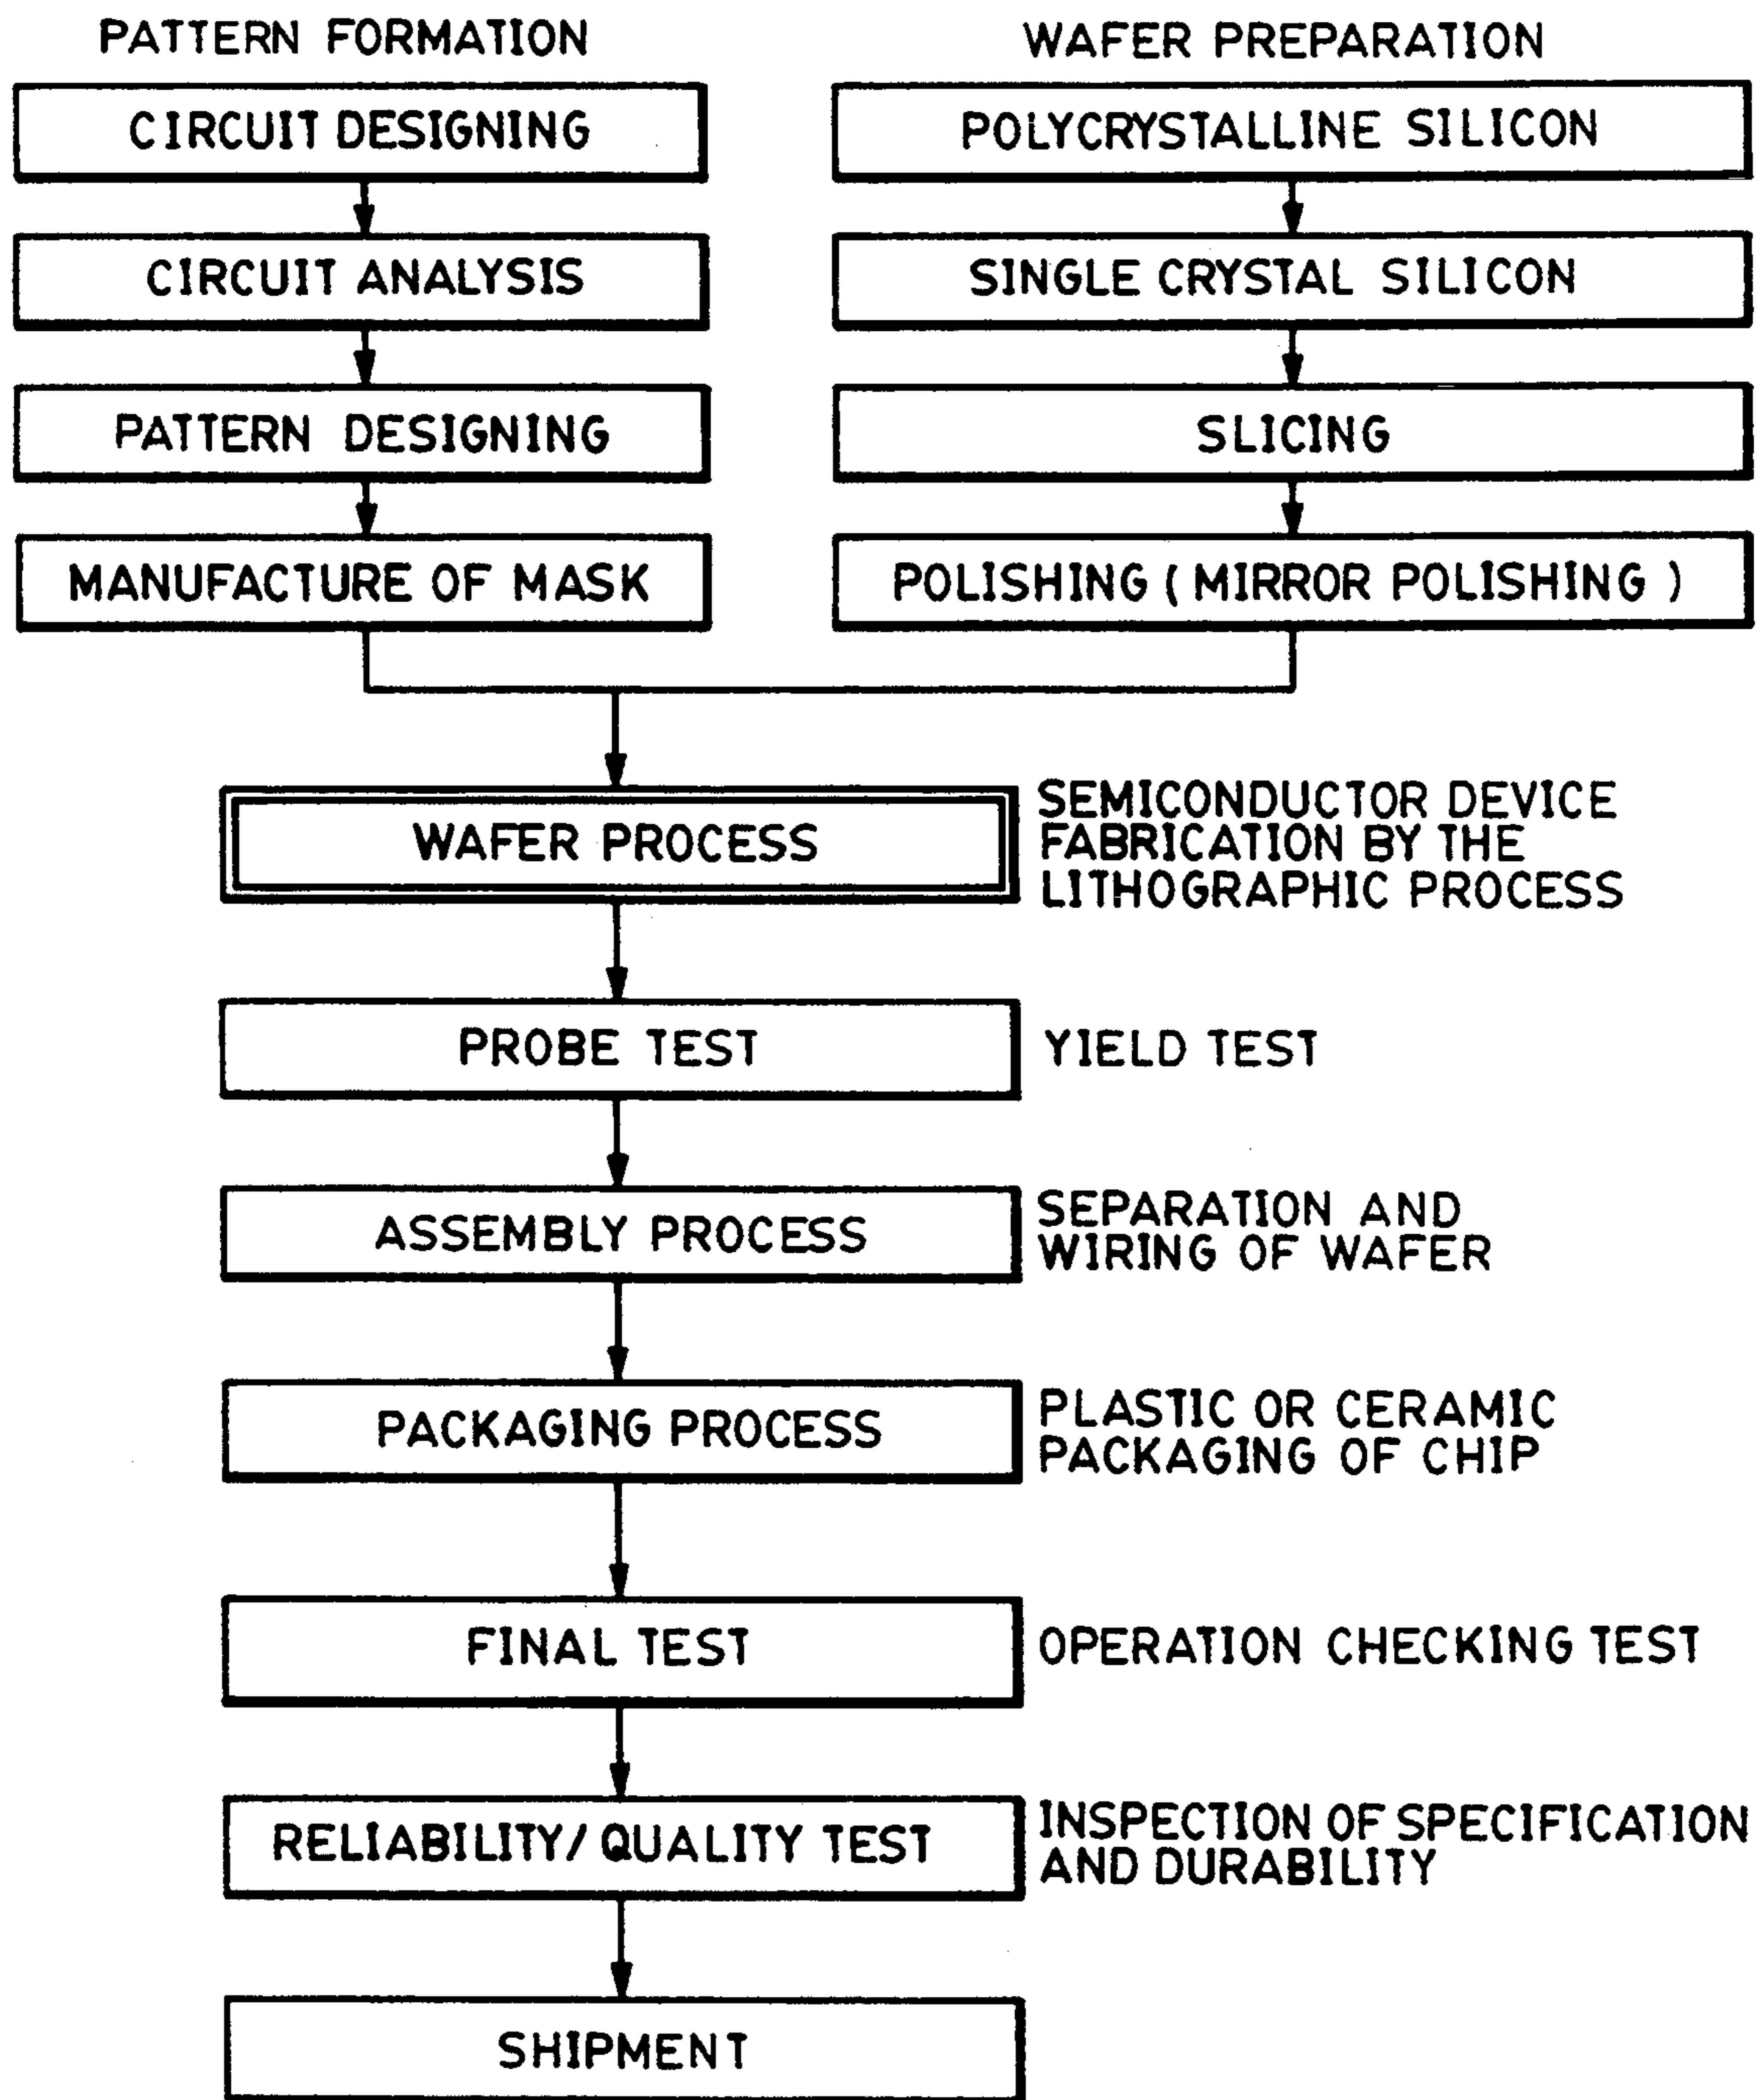 PATTERN FORMATION
CIRCUIT DESIGNING
CIRCUIT ANALYSIS
PATTERN DESIGNING
MANUFACTURE OF MASK
WAFER PREPARATION
POLYCRYSTALLINE SILICON
SINGLE CRYSTAL SILICON
SLICING
POLISHING ( MIRROR POLISHING )
WAFER PROCESS
SEMICONDUCTOR DEVICE
FABRICATION BY THE
LITHOGRAPHIC PROCESS
PROBE TEST
YIELD TEST
ASSEMBLY PROCESS
SEPARATION AND
WIRING OF WAFER
PACKAGING PROCESS
PLASTIC OR CERAMIC
PACKAGING OF CHIP
FINAL TEST
OPERATION CHECKING TEST
RELIABILITY/ QUALITY TEST
INSPECTION OF SPECIFICATION
AND DURABILITY
SHIPMENT